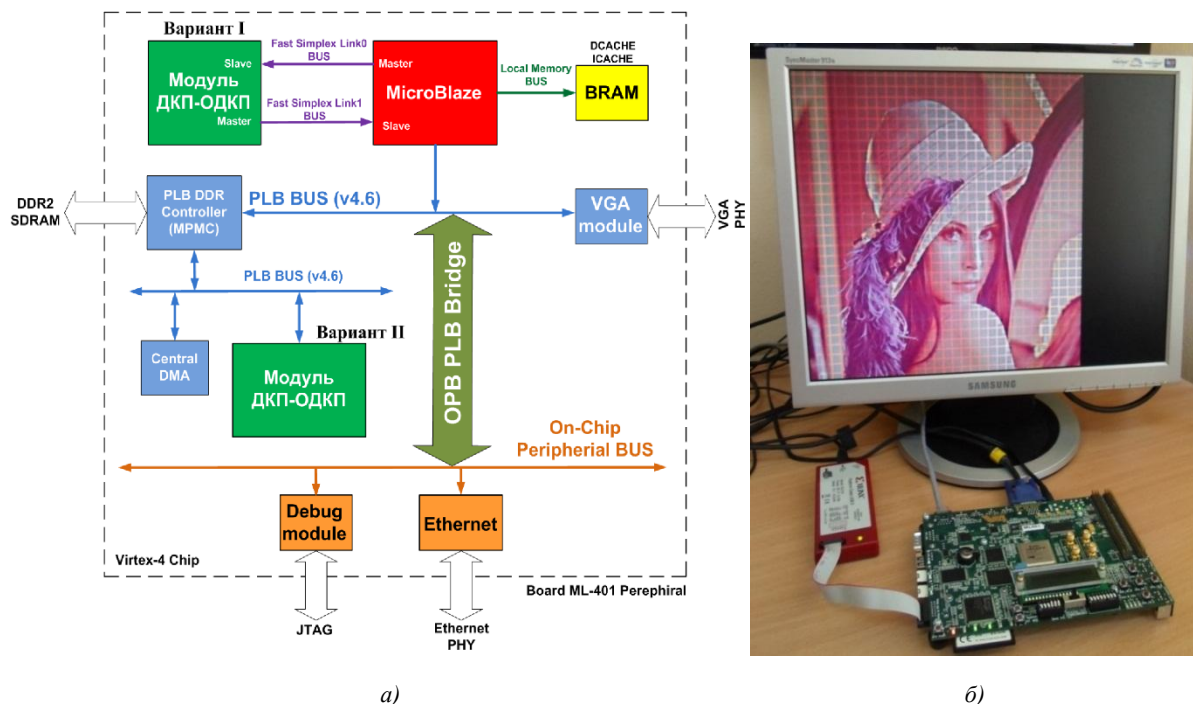 Вариант I
Fast Simplex Link0
BUS
Slave
Модуль
ДКП-ОДКП
Master
Fast Simplex Link1
BUS
Master
MicroBlaze
Slave
Local Memory
BUS
DCACHE
ICACHE
BRAM
DDR2
SDRAM
PLB DDR
Controller
(MPMC)
PLB BUS (v4.6)
VGA
module
VGA
PHY
PLB BUS (v4.6)
OPB PLB Bridge
Central
DMA
Вариант II
Модуль
ДКП-ОДКП
On-Chip
Peripherial BUS
Debug
module
Ethernet
Virtex-4 Chip
Board ML-401 Perephiral
JTAG
Ethernet
PHY
SyncMaster
SAMSUNG
XILINX
а)
б)